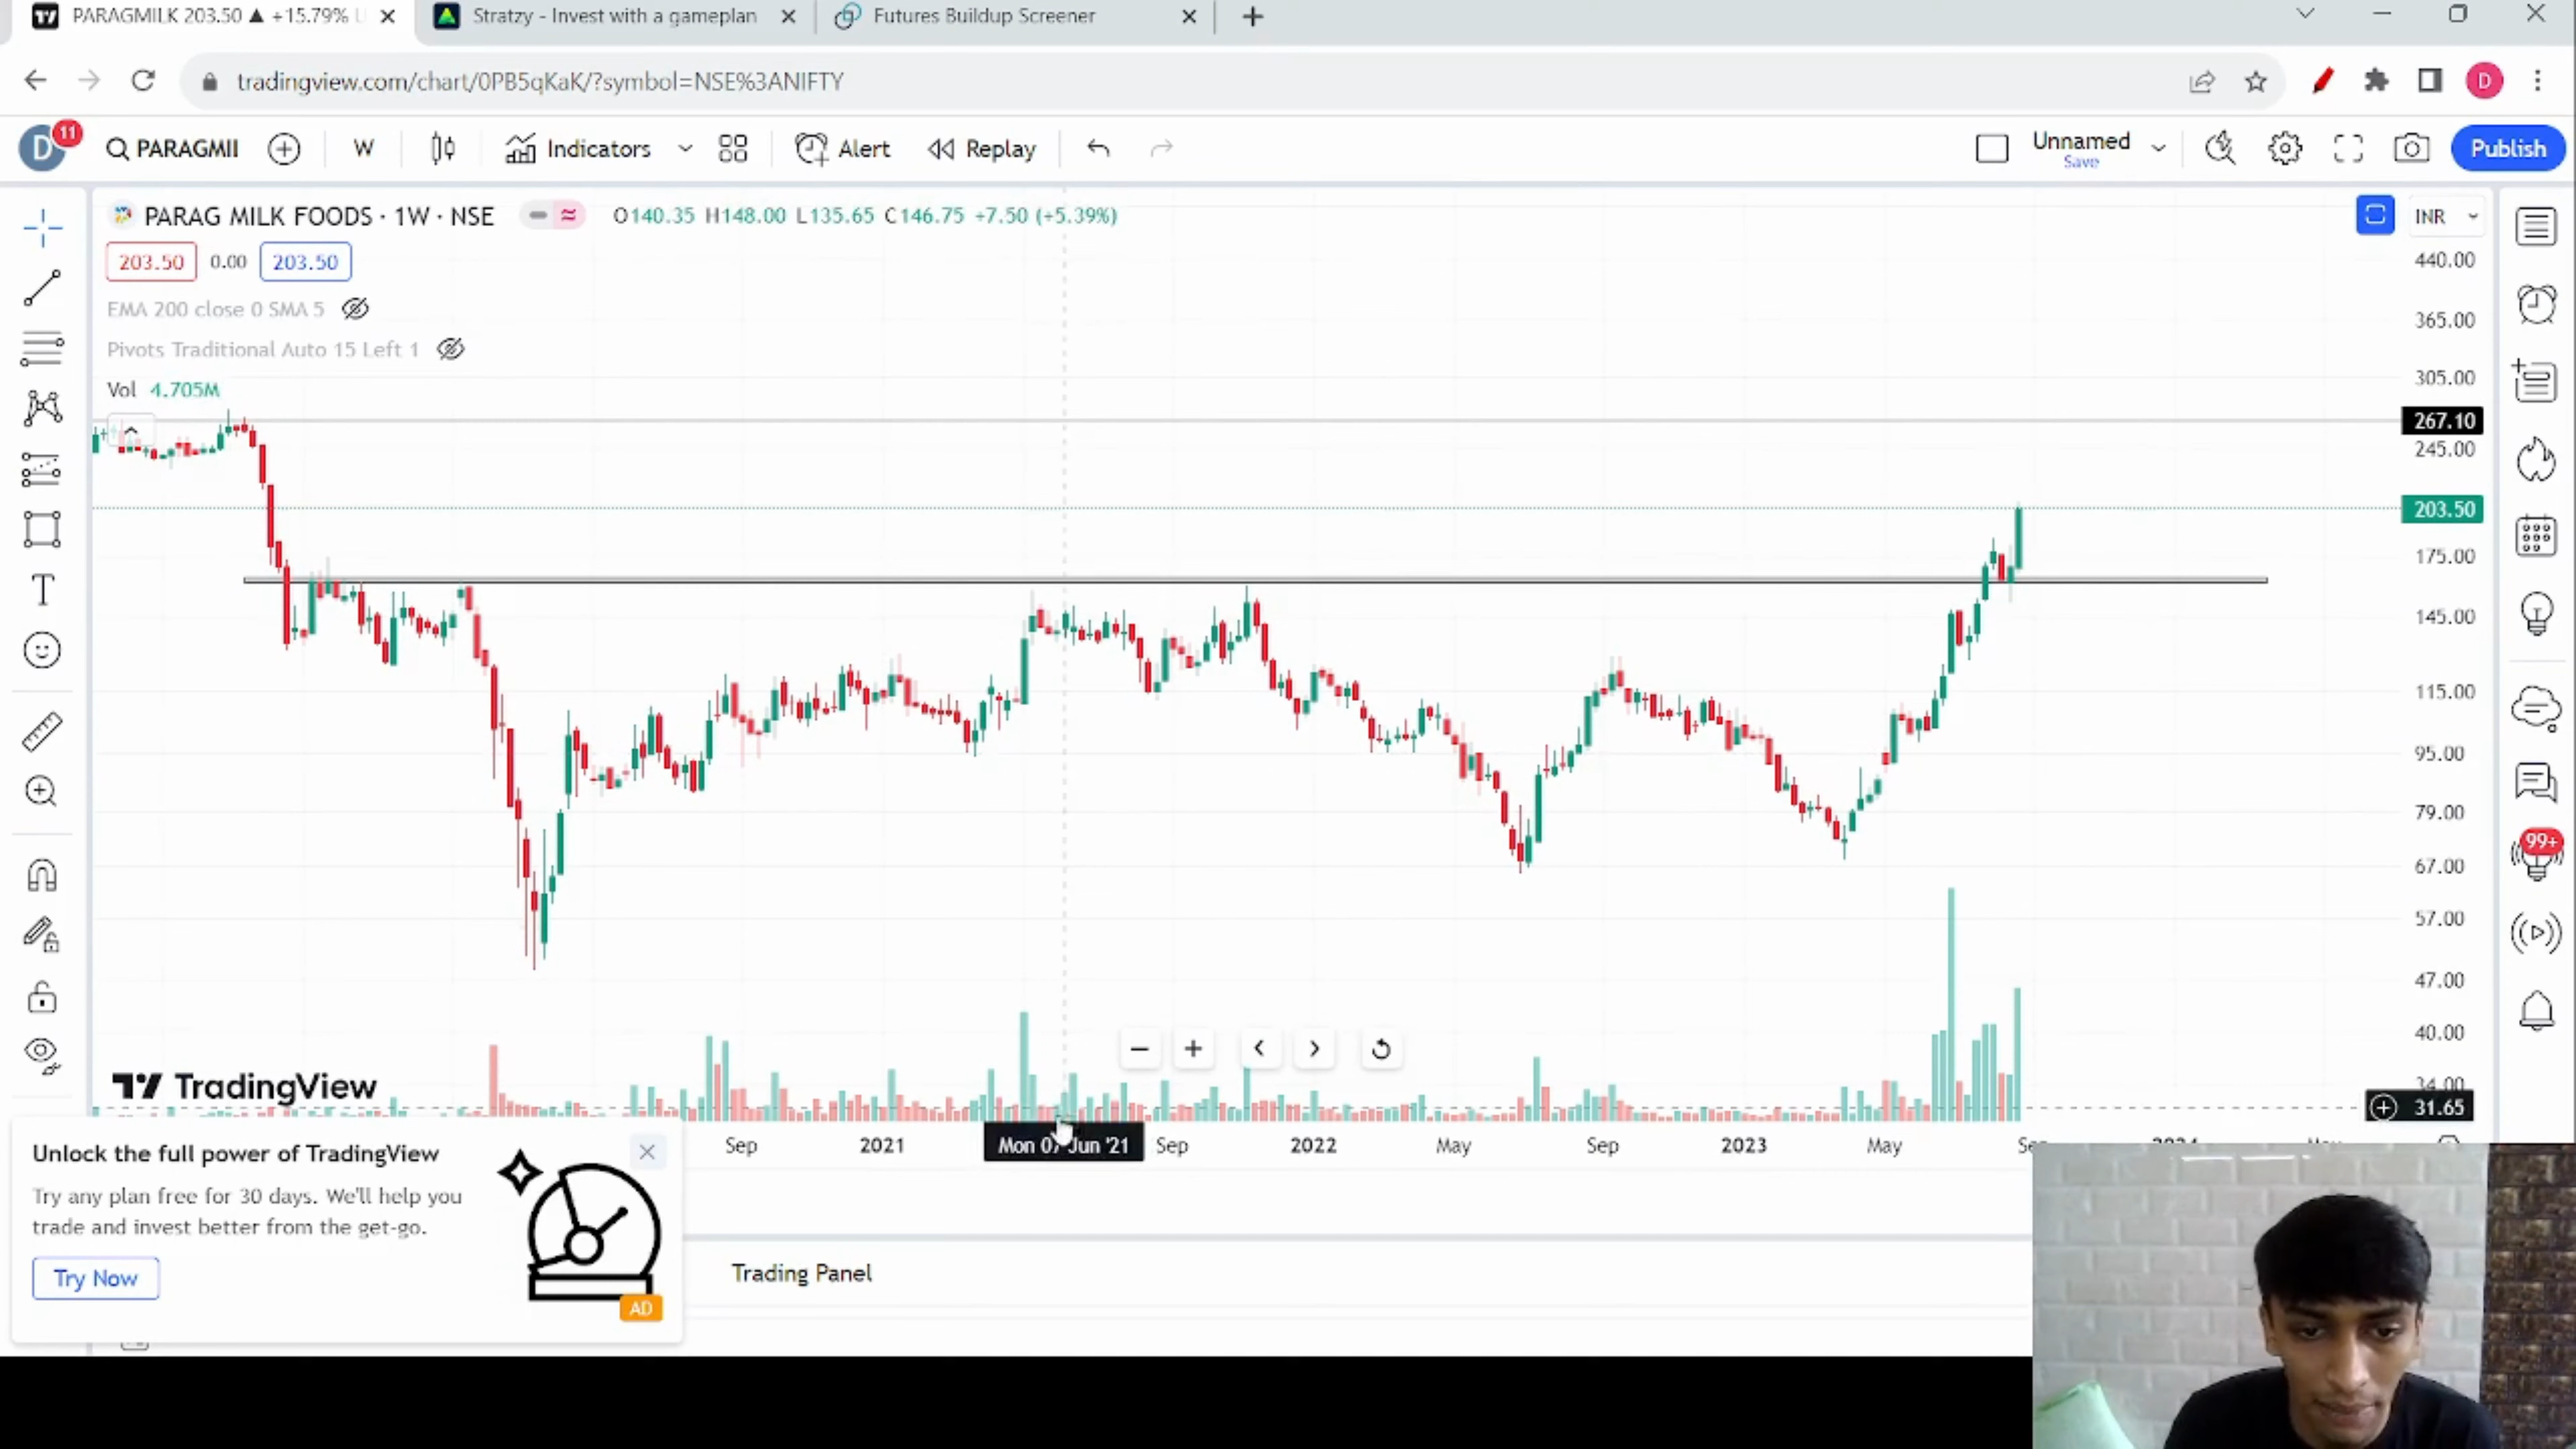 PARAGMILK 203.50 ▲ +15.79%
Stratzy - Invest with a gameplan
Futures Buildup Screener
tradingview.com/chart/0PB5qKaK/?symbol=NSE%3ANIFTY
D
D
11
PARAGMII
W
Indicators
Alert
Replay
Unnamed
Save
Publish
PARAG MILK FOODS · 1W · NSE
O140.35 H148.00 L135.65 C146.75 +7.50 (+5.39%)
INR
203.50 0.00 203.50
EMA 200 close 0 SMA 5
Pivots Traditional Auto 15 Left 1
Vol 4.705M
440.00
365.00
305.00
267.10
245.00
203.50
175.00
145.00
115.00
95.00
79.00
67.00
57.00
47.00
40.00
34.00
31.65
99+
TradingView
Sep 2021 Mon 07 Jun '21 Sep 2022 May Sep 2023 May
Unlock the full power of TradingView
Try any plan free for 30 days. We'll help you
trade and invest better from the get-go.
Try Now
AD
Trading Panel